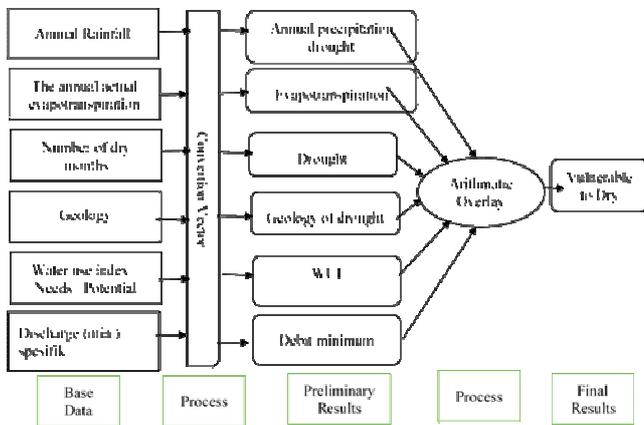 Annual Rainfall
The annual actual
evapotranspiration
Number of dry
months
Geology
Water use index
Needs Potential
Discharge (min)
spesifik
Convertion Vector
Annual precipitation
drought
Evapotranspiration
Drought
Geology of drought
WUI
Debit minimum
Arithmatic
Overlay
Vulnerable
to Dry
Base
Data
Process
Preliminary
Results
Process
Final
Results